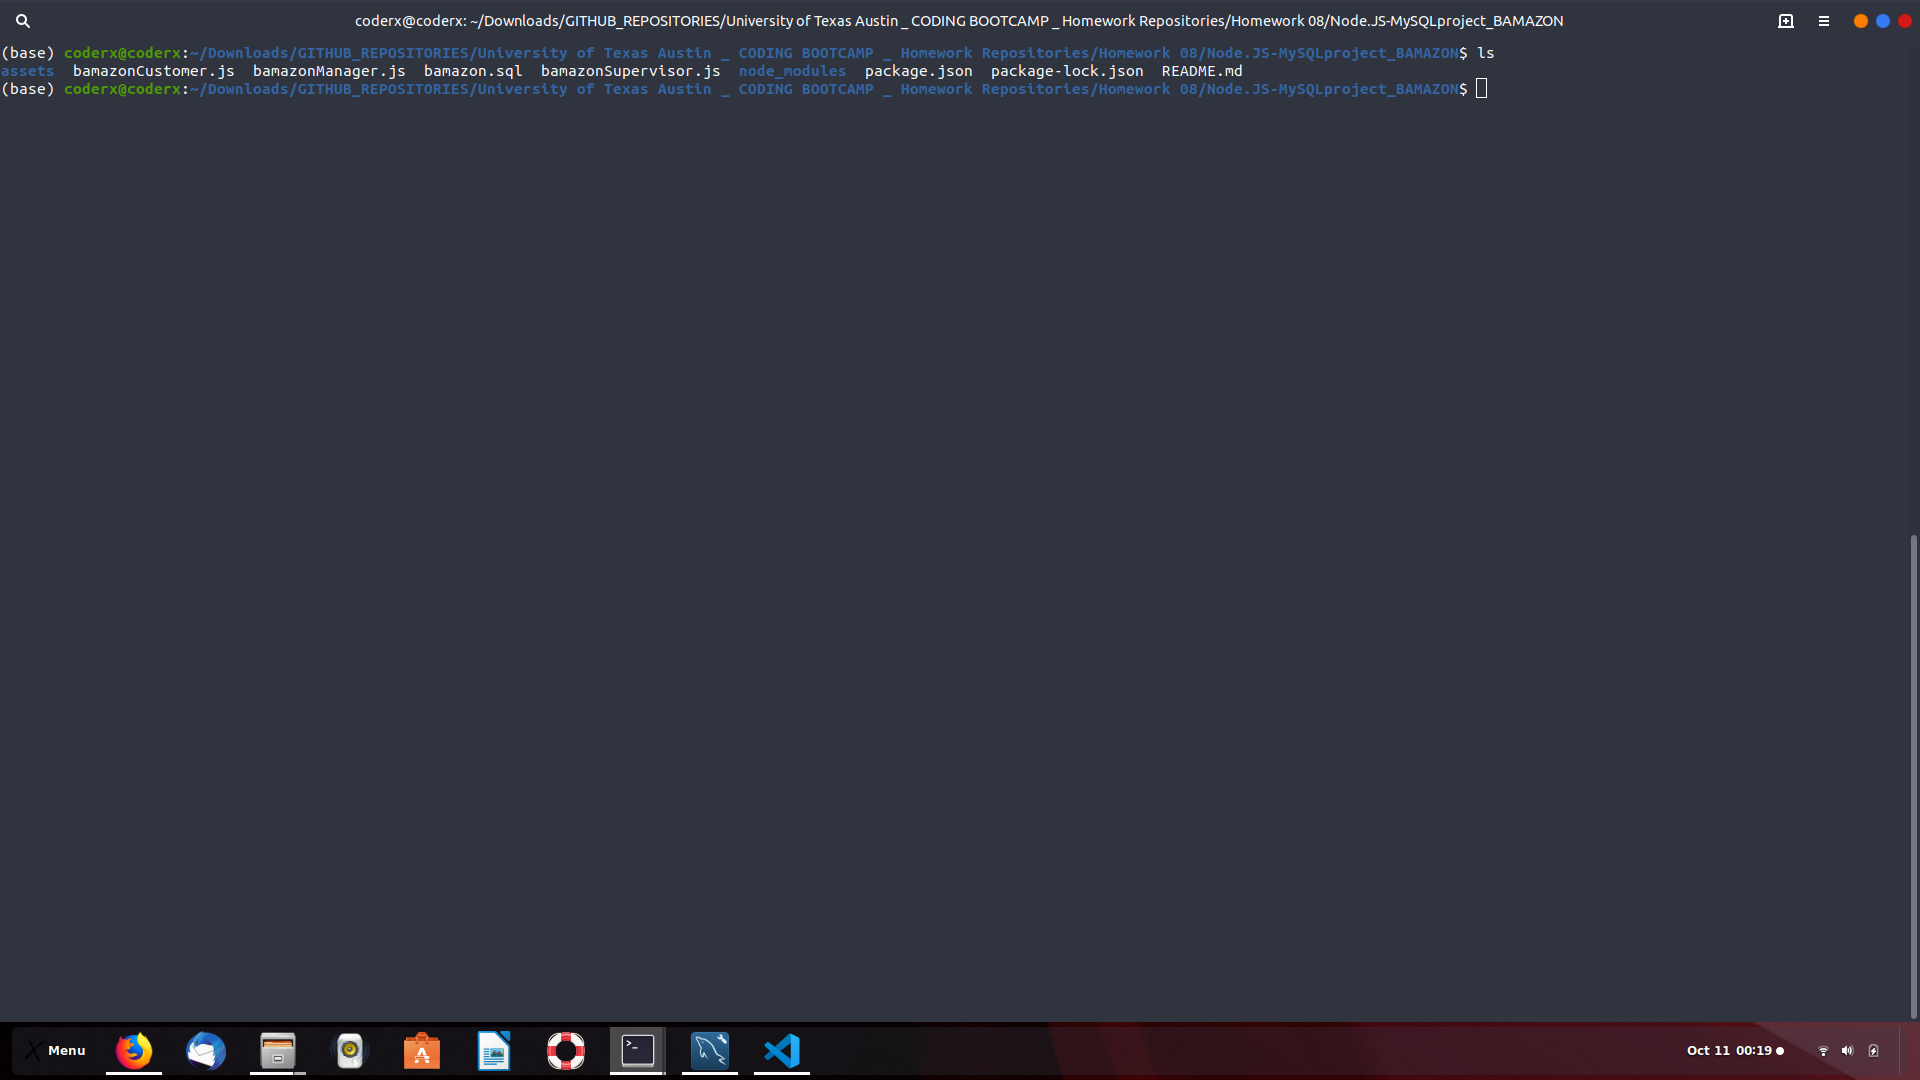 coderx@coderx: ~/Downloads/GITHUB_REPOSITORIES/University of Texas Austin _ CODING BOOTCAMP _ Homework Repositories/Homework 08/Node.JS-MySQLproject_BAMAZON
(base) coderx@coderx:~/Downloads/GITHUB_REPOSITORIES/University of Texas Austin _ CODING BOOTCAMP _ Homework Repositories/Homework 08/Node.JS-MySQLproject_BAMAZON$ ls
assets  bamazonCustomer.js  bamazonManager.js  bamazon.sql  bamazonSupervisor.js  node_modules  package.json  package-lock.json  README.md
(base) coderx@coderx:~/Downloads/GITHUB_REPOSITORIES/University of Texas Austin _ CODING BOOTCAMP _ Homework Repositories/Homework 08/Node.JS-MySQLproject_BAMAZON$
Menu
Oct 11 00:19